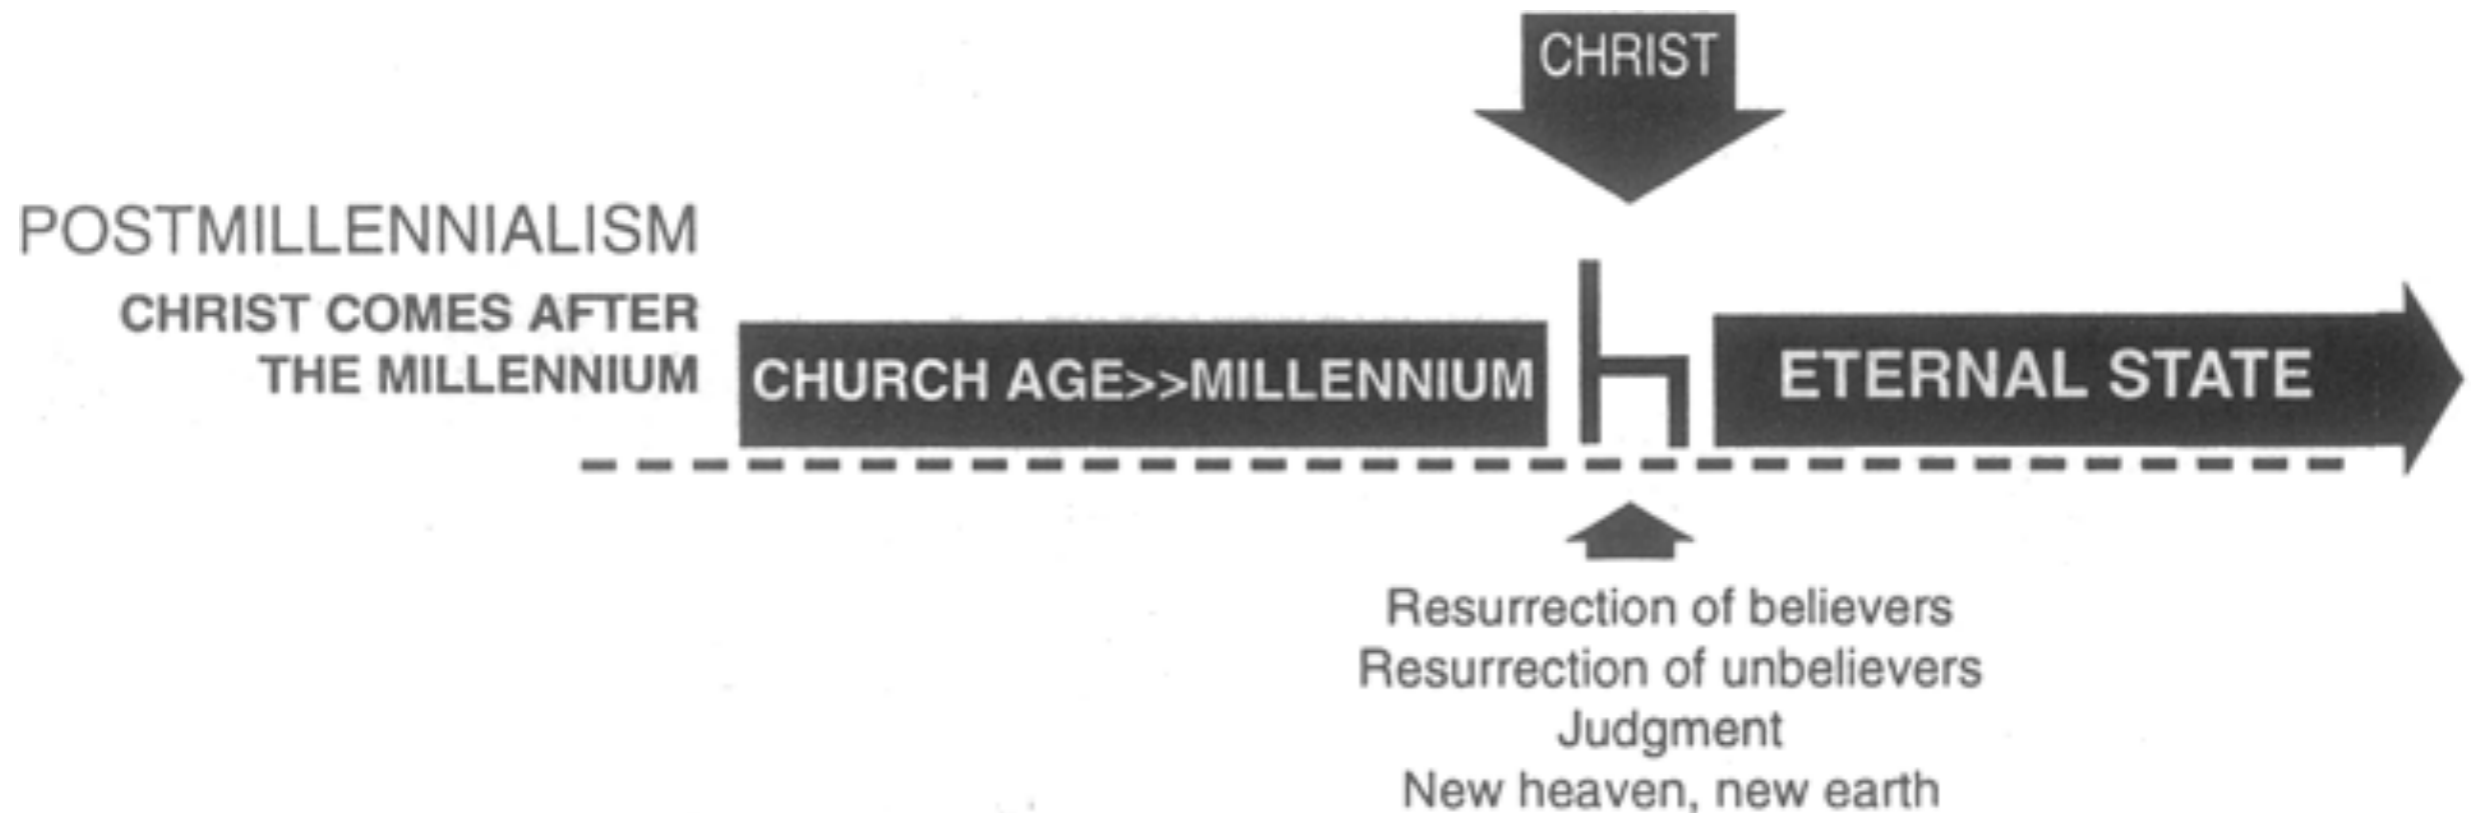 CHRIST
POSTMILLENNIALISM
CHRIST COMES AFTER
THE MILLENNIUM
CHURCH AGE>>MILLENNIUM
ETERNAL STATE
Resurrection of believers
Resurrection of unbelievers
Judgment
New heaven, new earth